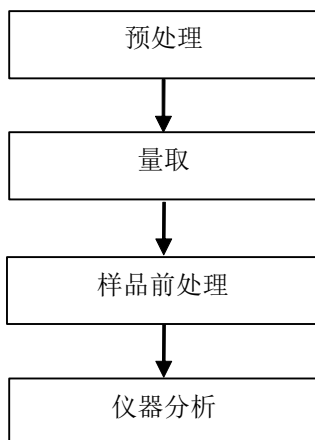 预处理
量取
样品前处理
仪器分析